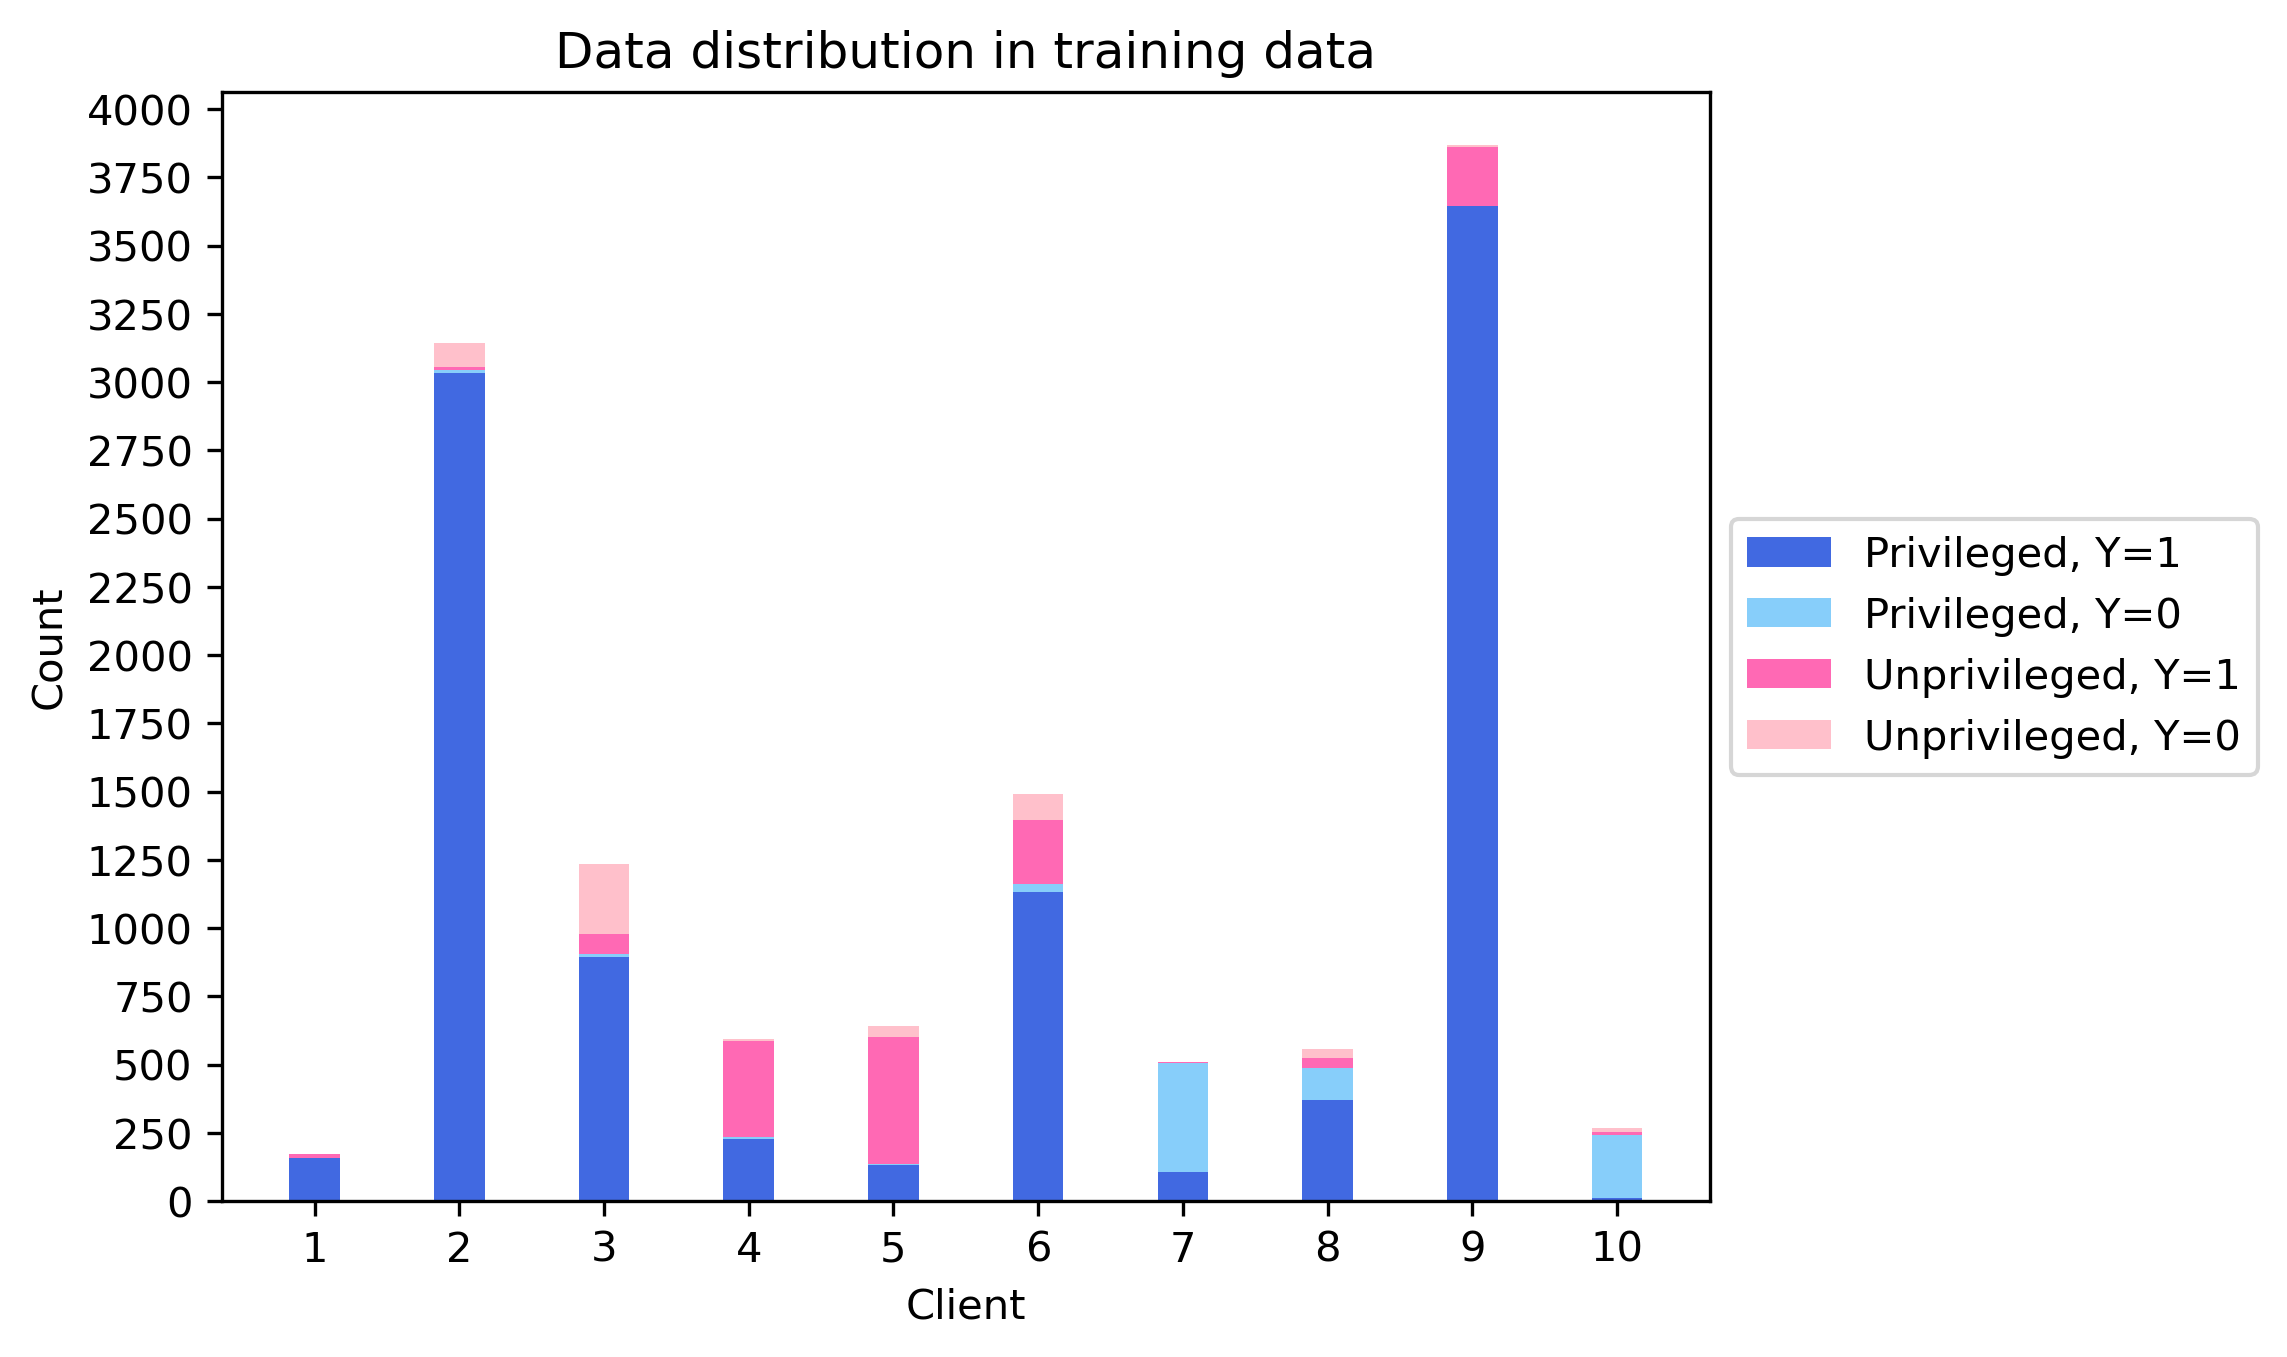 Data distribution in training data
4000
3750
3500
3250
3000
2750
2500
2250
2000
1750
1500
1250
1000
750
500
250
0
Count
1 2 3 4 5 6 7 8 9 10
Client
Privileged, Y=1
Privileged, Y=0
Unprivileged, Y=1
Unprivileged, Y=0